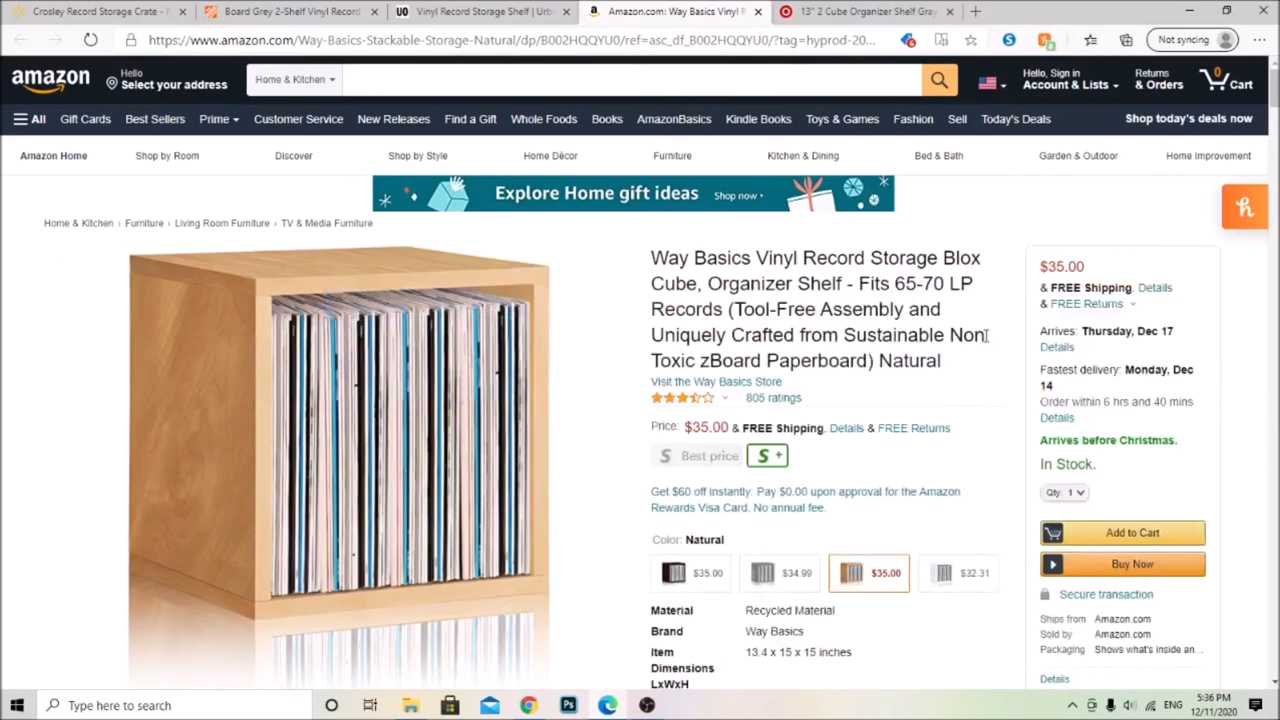 Crosley Record Storage Crate -
Board Grey 2-Shelf Vinyl Record
UO Vinyl Record Storage Shelf | Urb
Amazon.com: Way Basics Vinyl R
13" 2 Cube Organizer Shelf Gray
https://www.amazon.com/Way-Basics-Stackable-Storage-Natural/dp/B002HQQYU0/ref=asc_df_B002HQQYU0/?tag=hyprod-20...
Not syncing
amazon
Hello
Select your address
Home & Kitchen
Hello, Sign in
Account & Lists
Returns
& Orders
0
Cart
All Gift Cards Best Sellers Prime Customer Service New Releases Find a Gift Whole Foods Books AmazonBasics Kindle Books Toys & Games Fashion Sell Today's Deals Shop today's deals now
Amazon Home Shop by Room Discover Shop by Style Home Décor Furniture Kitchen & Dining Bed & Bath Garden & Outdoor Home Improvement
Explore Home gift ideas Shop now
Home & Kitchen › Furniture › Living Room Furniture › TV & Media Furniture
Way Basics Vinyl Record Storage Blox
Cube, Organizer Shelf - Fits 65-70 LP
Records (Tool-Free Assembly and
Uniquely Crafted from Sustainable Non
Toxic zBoard Paperboard) Natural
Visit the Way Basics Store
805 ratings
Price: $35.00 & FREE Shipping. Details & FREE Returns
S Best price S +
Get $60 off instantly: Pay $0.00 upon approval for the Amazon
Rewards Visa Card. No annual fee.
Color: Natural
$35.00 $34.99 $35.00 $32.31
Material Recycled Material
Brand Way Basics
Item 13.4 x 15 x 15 inches
Dimensions
LxWxH
$35.00
& FREE Shipping. Details
& FREE Returns
Arrives: Thursday, Dec 17
Details
Fastest delivery: Monday, Dec
14
Order within 6 hrs and 40 mins
Details
Arrives before Christmas.
In Stock.
Qty: 1
Add to Cart
Buy Now
Secure transaction
Ships from Amazon.com
Sold by Amazon.com
Packaging Shows what's inside an...
Details
h
Type here to search
Ps
ENG
5:36 PM
12/11/2020